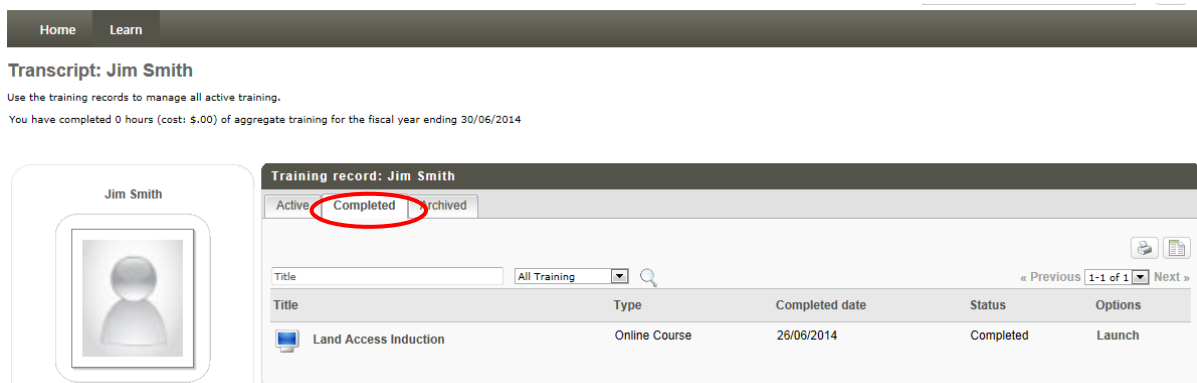 Home Learn
Transcript: Jim Smith
Use the training records to manage all active training.
You have completed 0 hours (cost: $.00) of aggregate training for the fiscal year ending 30/06/2014
Jim Smith
Training record: Jim Smith
Active Completed Archived
Title All Training « Previous 1-1 of 1 Next »
Title Type Completed date Status Options
Land Access Induction Online Course 26/06/2014 Completed Launch